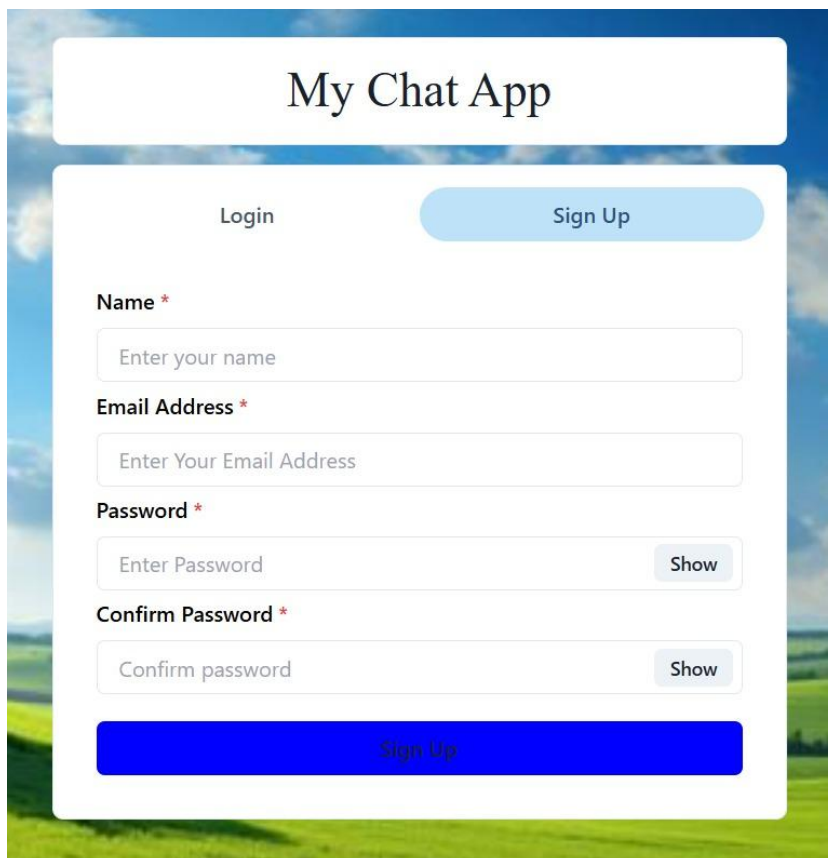 My Chat App
Login Sign Up
Name *
Enter your name
Email Address *
Enter Your Email Address
Password *
Enter Password Show
Confirm Password *
Confirm password Show
Sign Up